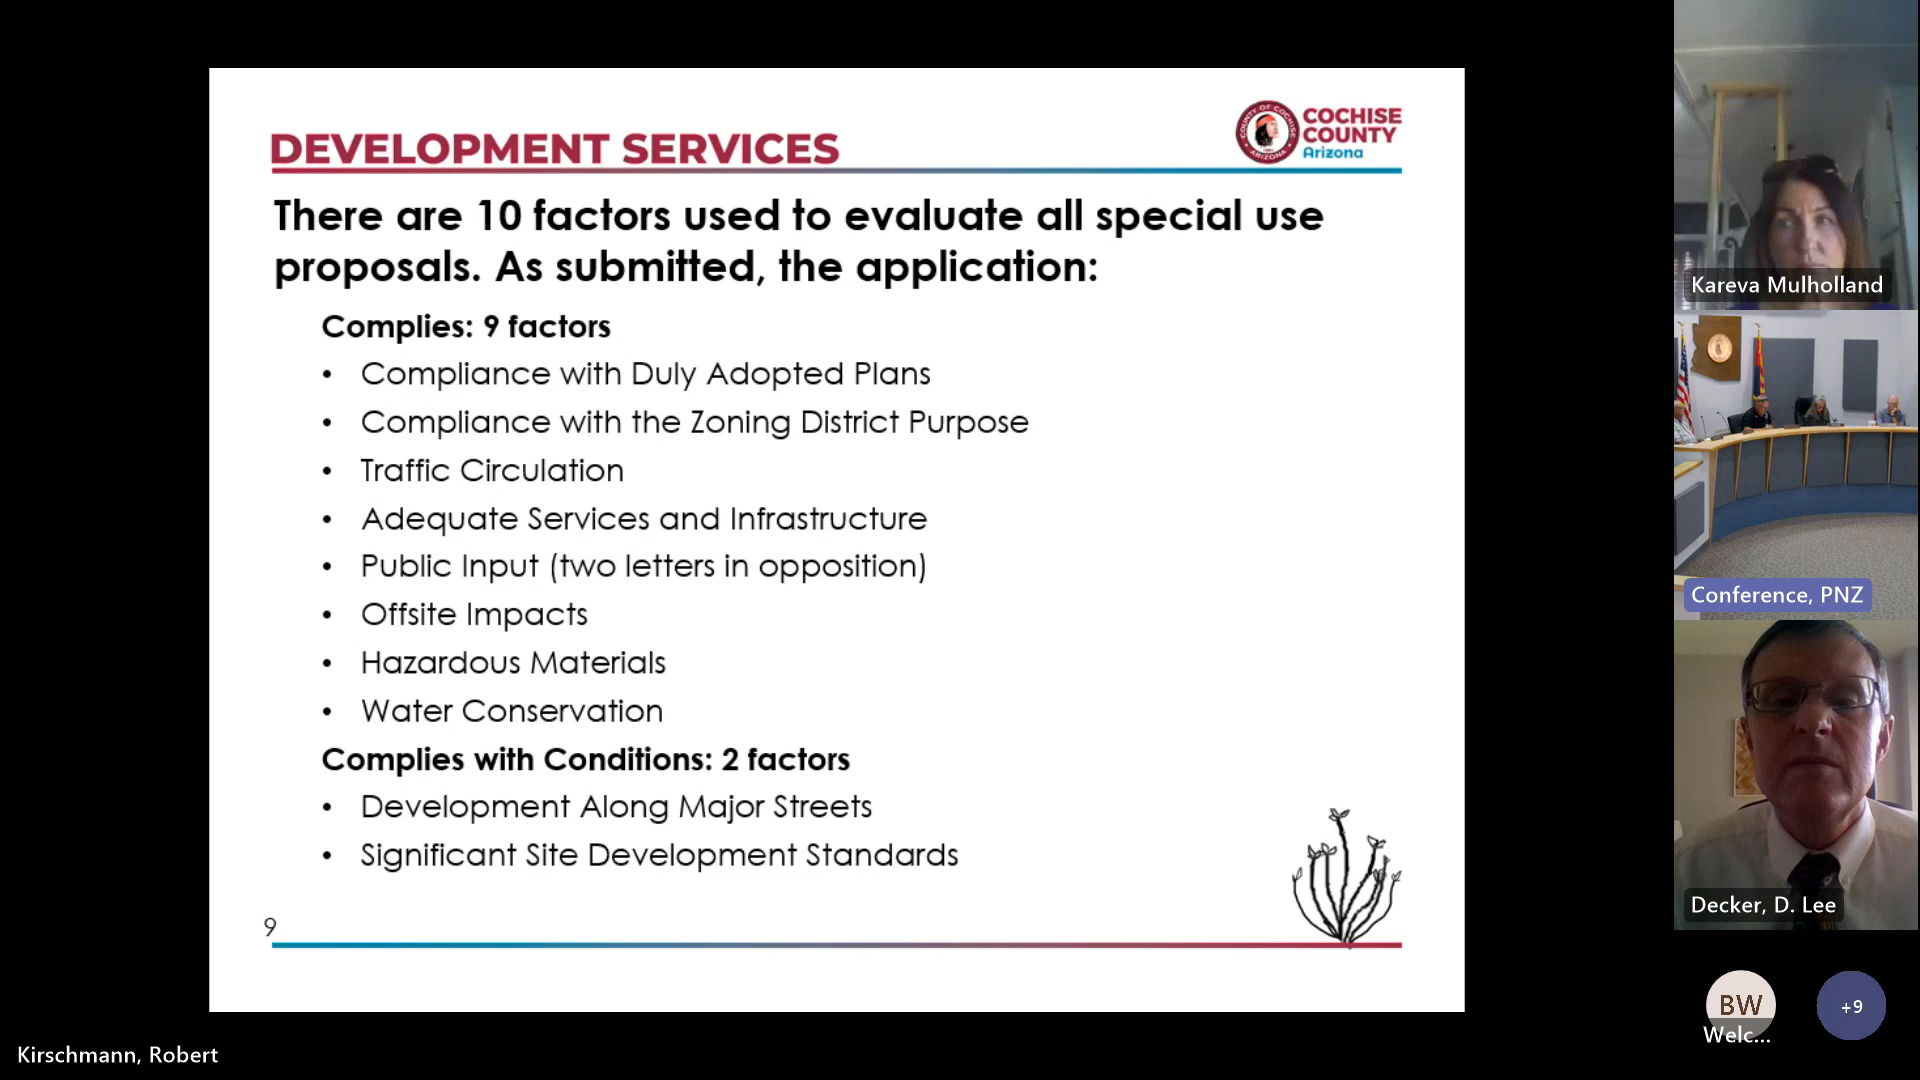 DEVELOPMENT SERVICES
COUNTY OF COCHISE
ARIZONA
COCHISE
COUNTY
Arizona
There are 10 factors used to evaluate all special use
proposals. As submitted, the application:
Complies: 9 factors
• Compliance with Duly Adopted Plans
• Compliance with the Zoning District Purpose
• Traffic Circulation
• Adequate Services and Infrastructure
• Public Input (two letters in opposition)
• Offsite Impacts
• Hazardous Materials
• Water Conservation
Complies with Conditions: 2 factors
• Development Along Major Streets
• Significant Site Development Standards
9
Kareva Mulholland
Conference, PNZ
Decker, D. Lee
BW
Welc...
+9
Kirschmann, Robert